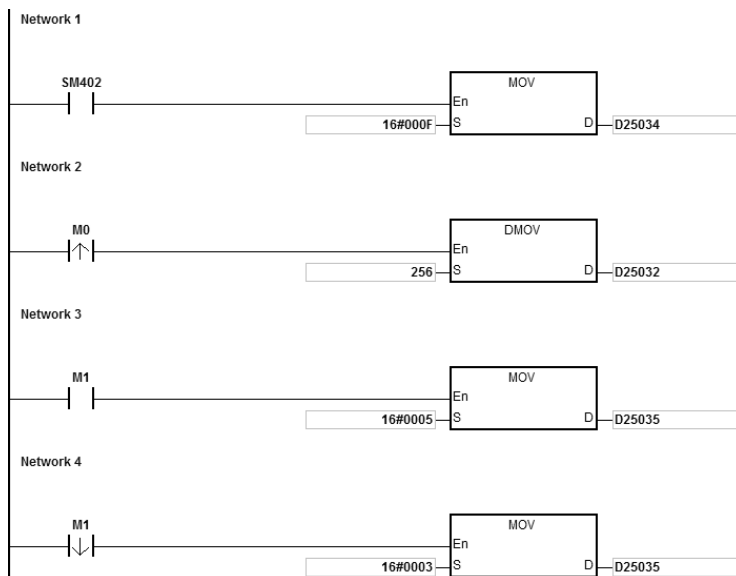 Network 1
SM402
MOV
En
16#000F S D D25034
Network 2
M0
DMOV
En
256 S D D25032
Network 3
M1
MOV
En
16#0005 S D D25035
Network 4
M1
MOV
En
16#0003 S D D25035